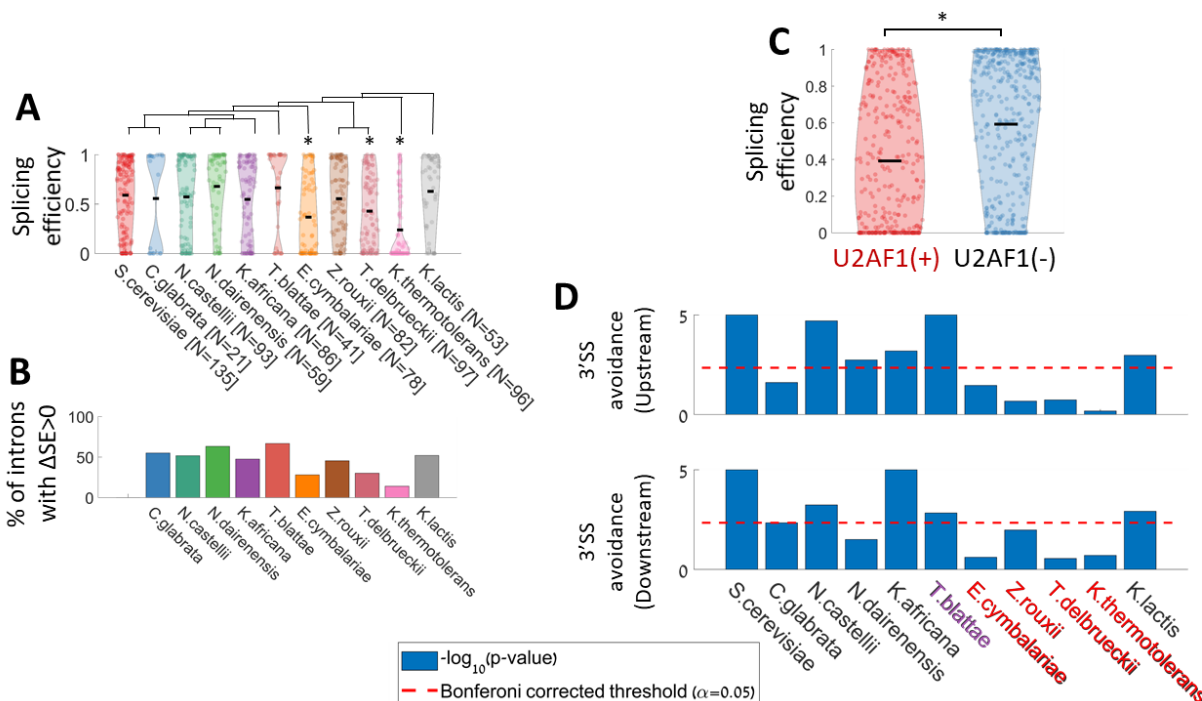 A
*
*
*
Splicing
efficiency
1
0.5
0
S.cerevisiae [N=135]
C.glabrata [N=21]
N.castellii [N=93]
N.dairenensis [N=59]
K.africana [N=86]
T.blattae [N=41]
E.cymbalariae [N=78]
Z.rouxii [N=82]
T.delbrueckii [N=97]
K.thermotolerans [N=96]
K.lactis [N=53]
B
% of introns
with ΔSE>0
100
50
0
C.glabrata
N.castellii
N.dairenensis
K.africana
T.blattae
E.cymbalariae
Z.rouxii
T.delbrueckii
K.thermotolerans
K.lactis
C
*
Splicing
efficiency
1
0.8
0.6
0.4
0.2
0
U2AF1(+)
U2AF1(-)
D
3'SS
avoidance
(Upstream)
5
0
3'SS
avoidance
(Downstream)
5
0
S.cerevisiae
C.glabrata
N.castellii
N.dairenensis
K.africana
T.blattae
E.cymbalariae
Z.rouxii
T.delbrueckii
K.thermotolerans
K.lactis
-log10(p-value)
Bonferoni corrected threshold (α=0.05)